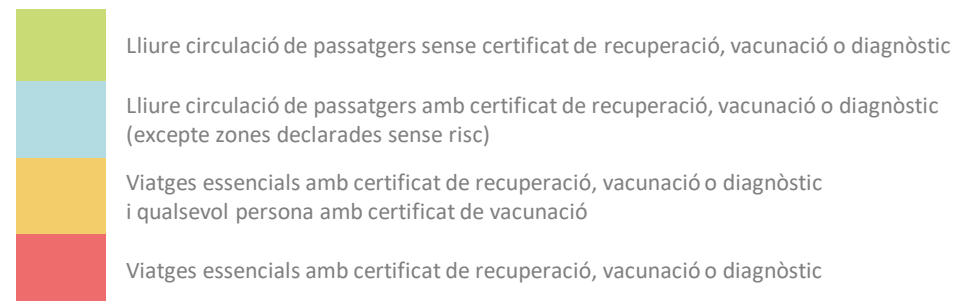 Lliure circulació de passatgers sense certificat de recuperació, vacunació o diagnòstic
Lliure circulació de passatgers amb certificat de recuperació, vacunació o diagnòstic
(excepte zones declarades sense risc)
Viatges essencials amb certificat de recuperació, vacunació o diagnòstic
i qualsevol persona amb certificat de vacunació
Viatges essencials amb certificat de recuperació, vacunació o diagnòstic